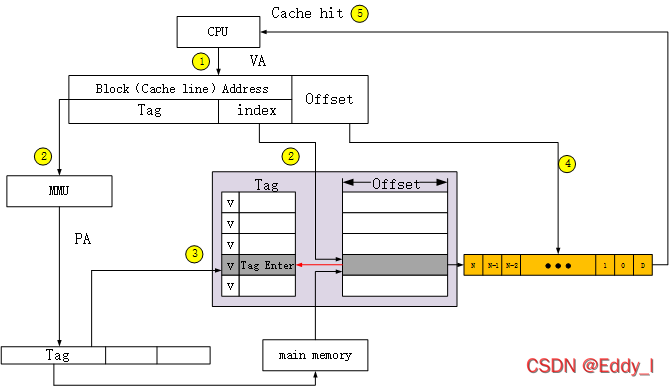 Cache hit 5
CPU
1 VA
Block (Cache line) Address
Offset
Tag index
2
2
4
MMU
Tag Offset
V
V
PA
3
V
V Tag Enter
N N-1 N-2 ••• 1 0 D
V
Tag
main memory
CSDN @Eddy_l